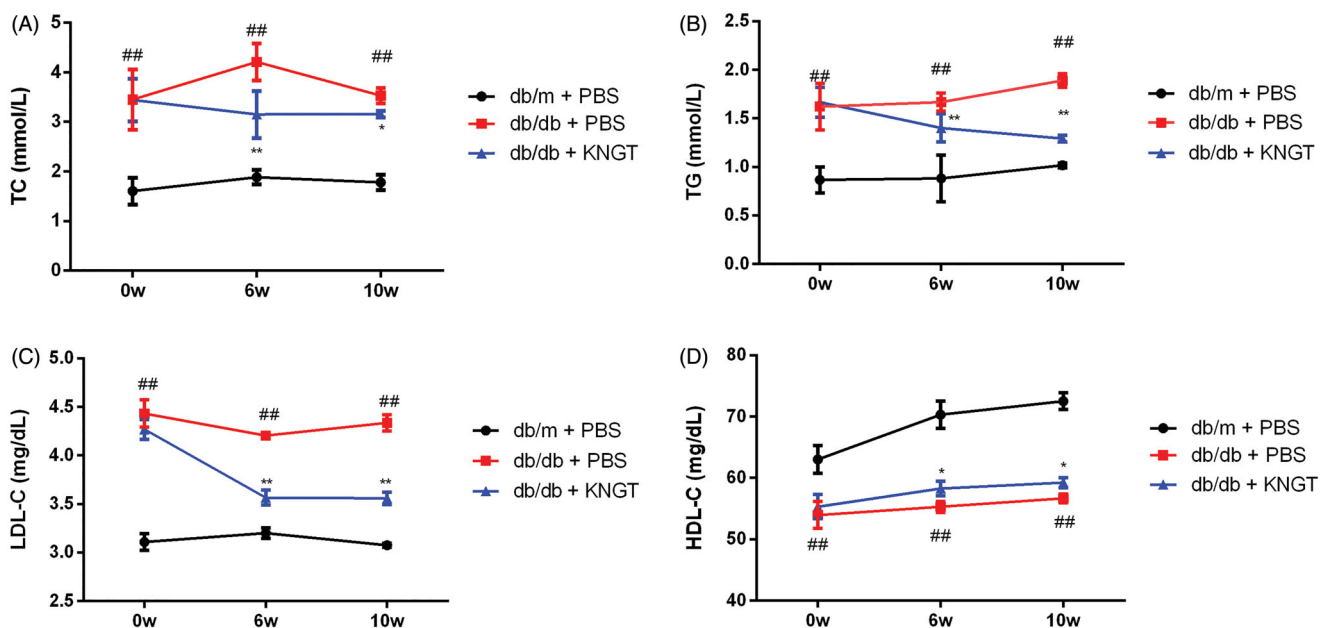 (A)
TC (mmol/L)
5
4
3
2
1
0
##
##
##
**
*
0w
6w
10w
db/m + PBS
db/db + PBS
db/db + KNGT
(B)
TG (mmol/L)
2.5
2.0
1.5
1.0
0.5
0.0
##
##
##
**
**
0w
6w
10w
db/m + PBS
db/db + PBS
db/db + KNGT
(C)
LDL-C (mg/dL)
5.0
4.5
4.0
3.5
3.0
2.5
##
##
##
**
**
0w
6w
10w
db/m + PBS
db/db + PBS
db/db + KNGT
(D)
HDL-C (mg/dL)
80
70
60
50
40
*
*
##
##
##
0w
6w
10w
db/m + PBS
db/db + PBS
db/db + KNGT